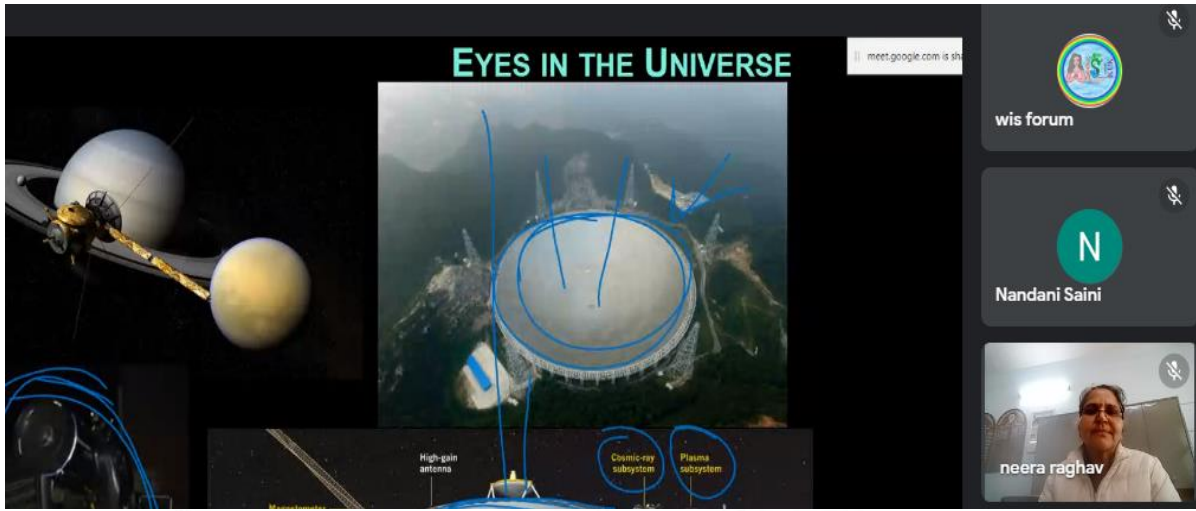 EYES IN THE UNIVERSE
meet.google.com is sha
High-gain
antenna
Cosmic-ray
subsystem
Plasma
subsystem
Magnetometer
wis forum
N
Nandani Saini
neera raghav